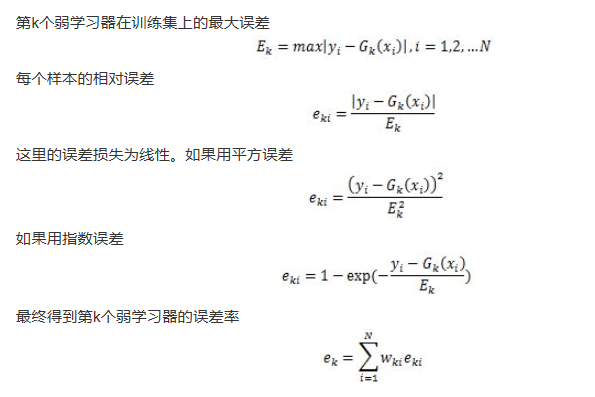 第k个弱学习器在训练集上的最大误差
E_k = max|y_i − G_k(x_i)|, i = 1,2,…N
每个样本的相对误差
e_{ki} = \frac{|y_i − G_k(x_i)|}{E_k}
这里的误差损失为线性。如果用平方误差
e_{ki} = \frac{(y_i − G_k(x_i))^2}{E_k^2}
如果用指数误差
e_{ki} = 1 − exp(−\frac{y_i − G_k(x_i)}{E_k})
最终得到第k个弱学习器的误差率
e_k = \sum_{i=1}^{N} w_{ki} e_{ki}